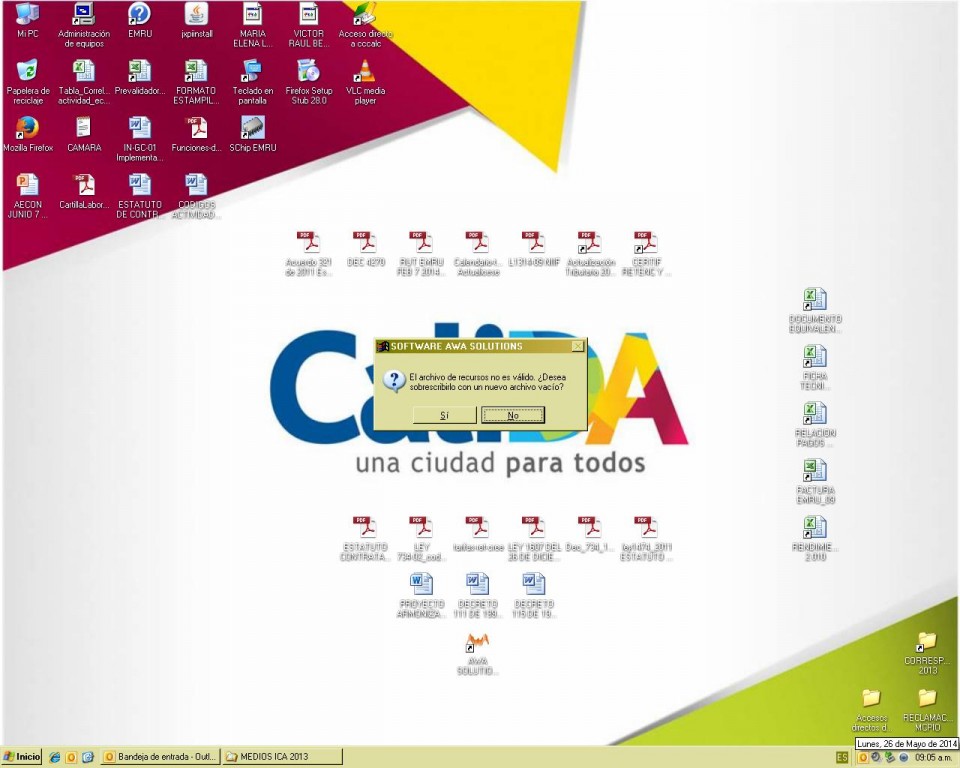 Mi PC
Administración
de equipos
EMRU
jxpiinstall
MARIA
ELENA L...
VICTOR
RAUL BE...
Acceso directo
a cccalc
Papelera de
reciclaje
Tabla_Correl...
actividad_ec...
Prevalidador...
FORMATO
ESTAMPIL...
Teclado en
pantalla
Firefox Setup
Stub 28.0
VLC media
player
Mozilla Firefox
CAMARA
IN-GC-01
Implementa...
Funciones-d...
SChip EMRU
AECON
JUNIO 7 ...
CartillaLabor...
ESTATUTO
DE CONTR...
CODIGOS
ACTIVIDAD...
Acuerdo 321
de 2011 Es...
DEC 4270
RUT EMRU
FEB 7 2014...
Calendario-t...
Actualicese
L1314-09 NIIF
Actualización
Tributaria 20...
CERTIF
RETENC Y ...
DOCUMENTO
EQUIVALEN...
FICHA
TECNI...
RELACION
PAGOS ...
FACTURA
EMRU_09
RENDIME...
2.010
CaliDA
una ciudad para todos
SOFTWARE AWA SOLUTIONS
El archivo de recursos no es válido. ¿Desea
sobrescribirlo con un nuevo archivo vacío?
Sí
No
ESTATUTO
CONTRATA...
LEY
LEY 1607 DEL
26 DE DICIE...
Dec_734_1...
ley1474_2011
ESTATUTO ...
PROYECTO
ARMONIZA...
DECRETO
111 DE 199...
DECRETO
115 DE 19...
AWA
SOLUTIO...
CORRESP...
2013
Accesos
directos d...
RECLAMAC...
MCPIO
Lunes, 26 de Mayo de 2014
Inicio
Bandeja de entrada - Outl...
MEDIOS ICA 2013
ES
09:05 a.m.